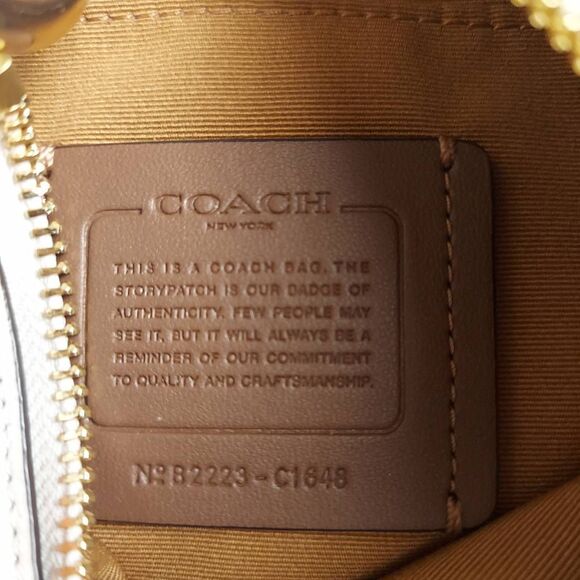 COACH
NEW YORK
THIS IS A COACH BAG. THE
STORYPATCH IS OUR BADGE OF
AUTHENTICITY. FEW PEOPLE MAY
SEE IT, BUT IT WILL ALWAYS BE A
REMINDER OF OUR COMMITMENT
TO QUALITY AND CRAFTSMANSHIP.
Nº B2223-C1648